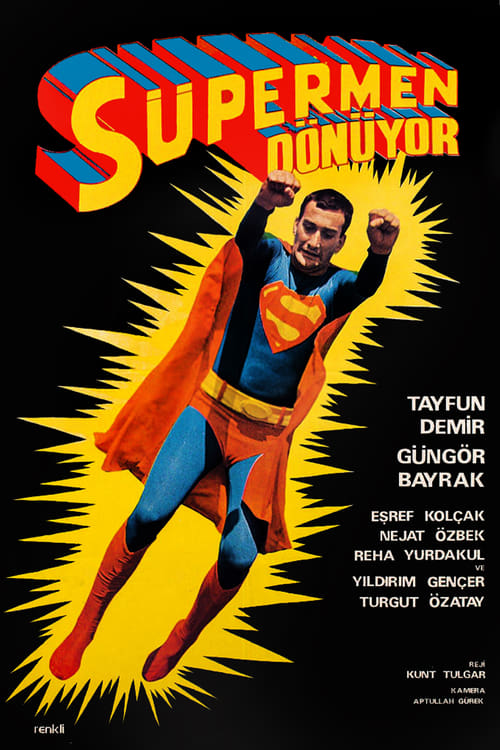 SÜPERMEN
DÖNÜYOR
S
TAYFUN
DEMİR
GÜNGÖR
BAYRAK
EŞREF KOLÇAK
NEJAT ÖZBEK
REHA YURDAKUL
VE
YILDIRIM GENÇER
TURGUT ÖZATAY
REJİ
KUNT TULGAR
KAMERA
APTULLAH GÜREK
renkli